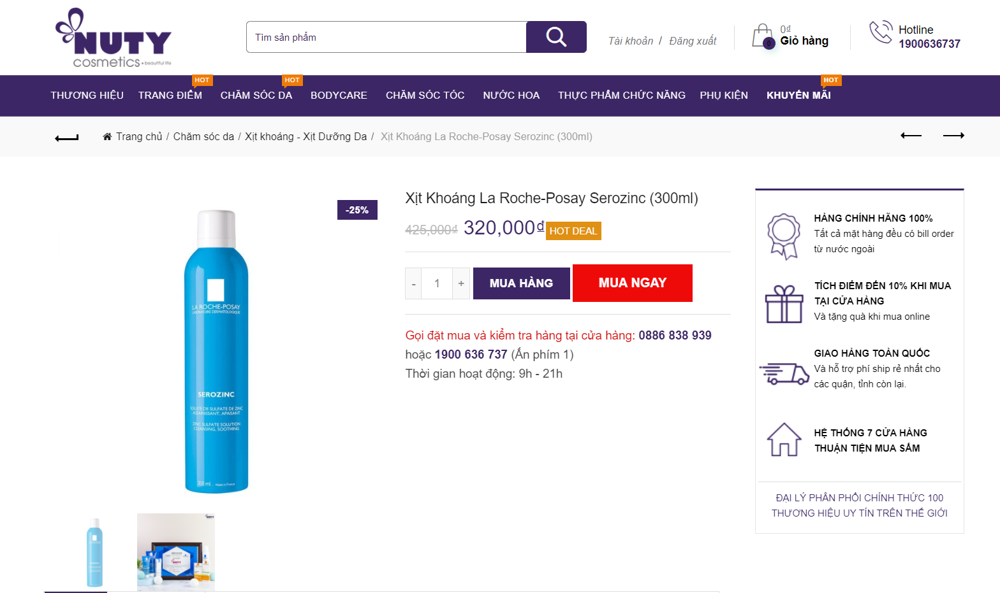 NUTY
cosmetics • beautiful life
Tìm sản phẩm
Tài khoản / Đăng xuất
0₫
0
Giỏ hàng
Hotline
1900636737
HOT
HOT
HOT
THƯƠNG HIỆU TRANG ĐIỂM CHĂM SÓC DA BODYCARE CHĂM SÓC TÓC NƯỚC HOA THỰC PHẨM CHỨC NĂNG PHỤ KIỆN KHUYẾN MÃI
Trang chủ / Chăm sóc da / Xịt khoáng - Xịt Dưỡng Da / Xịt Khoáng La Roche-Posay Serozinc (300ml)
-25%
LA ROCHE-POSAY
LABORATOIRE DERMATOLOGIQUE
SEROZINC
SOLUTÉ DE SULFATE DE ZINC
ASSAINISSANT, APAISANT
ZINC SULFATE SOLUTION
CLEANSING, SOOTHING
300 ml Made in France
NUTY
NUTY
Xịt Khoáng La Roche-Posay Serozinc (300ml)
425,000₫ 320,000₫ HOT DEAL
- 1 + MUA HÀNG MUA NGAY
Gọi đặt mua và kiểm tra hàng tại cửa hàng: 0886 838 939
hoặc 1900 636 737 (Ấn phím 1)
Thời gian hoạt động: 9h - 21h
HÀNG CHÍNH HÃNG 100%
Tất cả mặt hàng đều có bill order
từ nước ngoài
TÍCH ĐIỂM ĐẾN 10% KHI MUA
TẠI CỬA HÀNG
Và tặng quà khi mua online
GIAO HÀNG TOÀN QUỐC
Và hỗ trợ phí ship rẻ nhất cho
các quận, tỉnh còn lại.
HỆ THỐNG 7 CỬA HÀNG
THUẬN TIỆN MUA SẮM
ĐẠI LÝ PHÂN PHỐI CHÍNH THỨC 100
THƯƠNG HIỆU UY TÍN TRÊN THẾ GIỚI